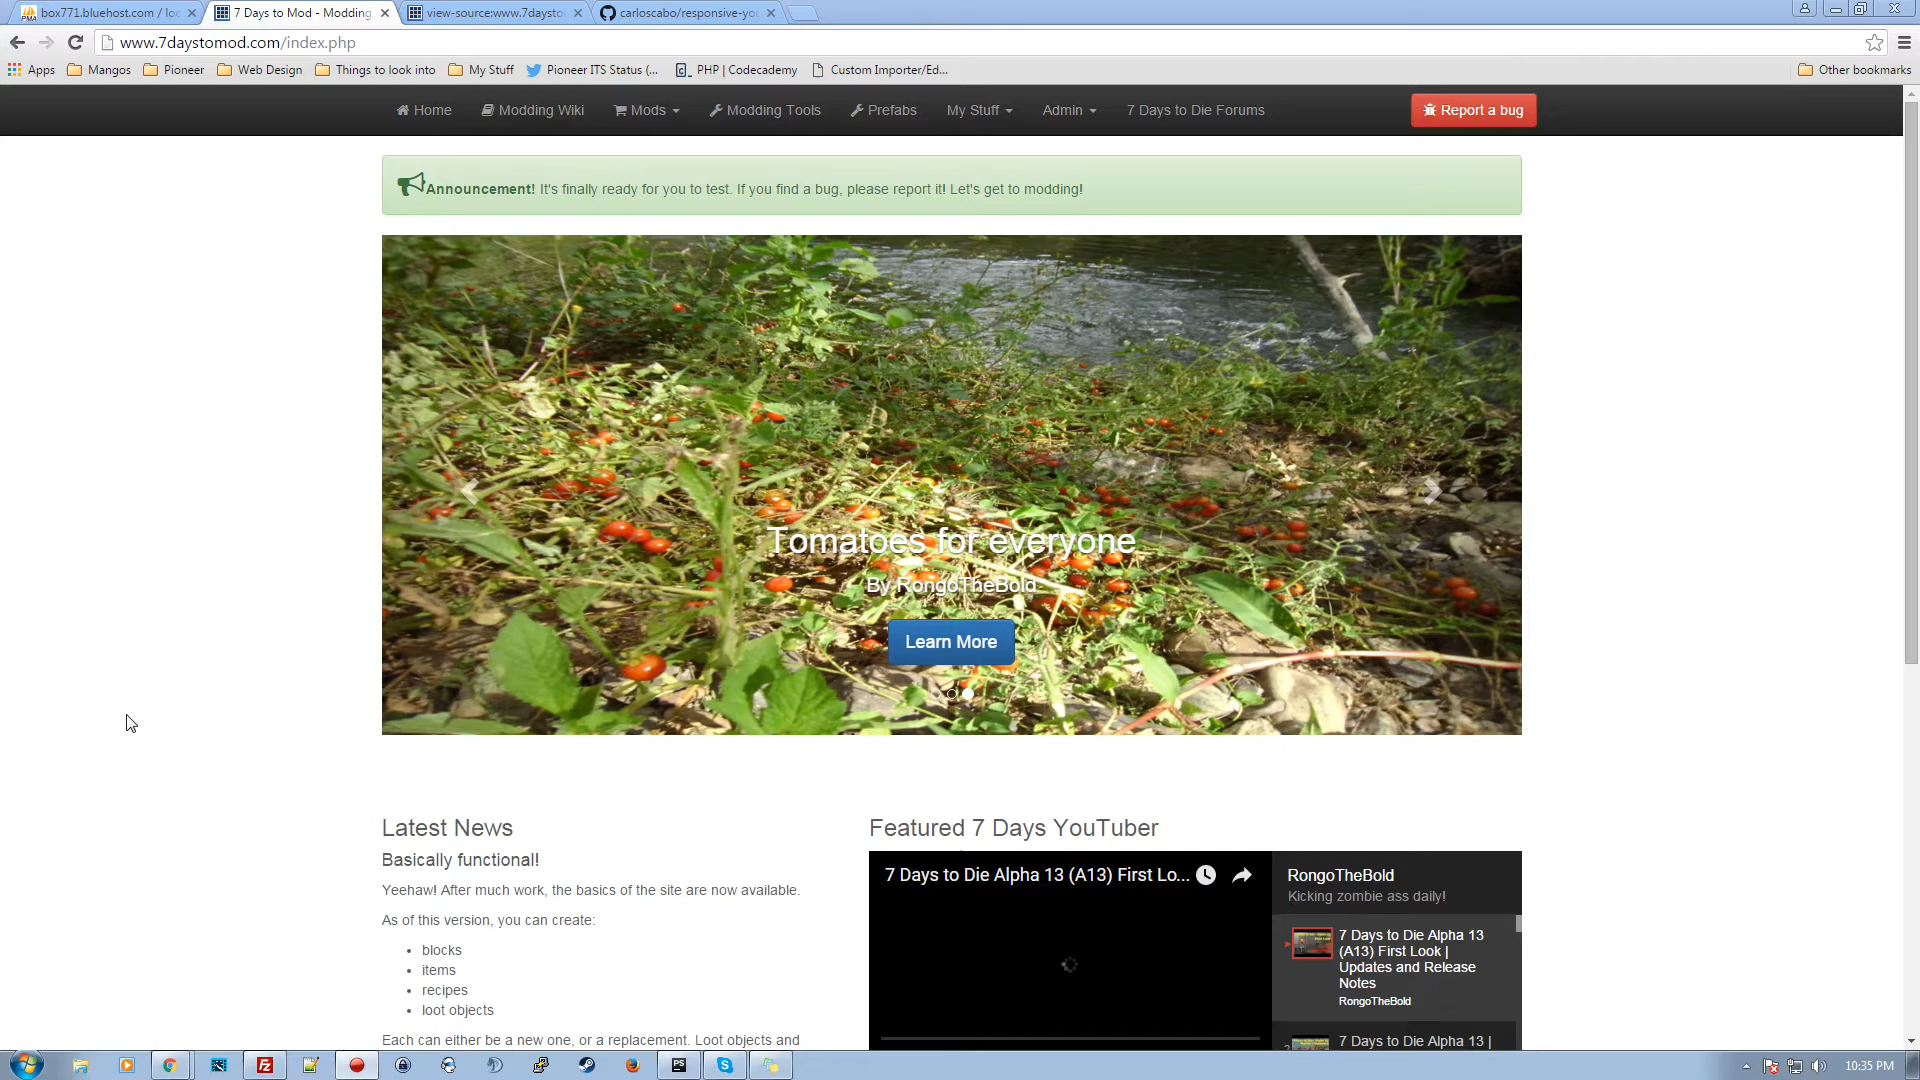 box771.bluehost.com / loc
7 Days to Mod - Modding
view-source:www.7daysto
carloscabo/responsive-yo
www.7daystomod.com/index.php
Apps Mangos Pioneer Web Design Things to look into My Stuff Pioneer ITS Status (... PHP | Codecademy Custom Importer/Ed... Other bookmarks
Home Modding Wiki Mods Modding Tools Prefabs My Stuff Admin 7 Days to Die Forums Report a bug
Announcement! It's finally ready for you to test. If you find a bug, please report it! Let's get to modding!
Tomatoes for everyone
By RongoTheBold
Learn More
Latest News
Basically functional!
Yeehaw! After much work, the basics of the site are now available.
As of this version, you can create:
• blocks
• items
• recipes
• loot objects
Each can either be a new one, or a replacement. Loot objects and
Featured 7 Days YouTuber
7 Days to Die Alpha 13 (A13) First Lo...
RongoTheBold
Kicking zombie ass daily!
7 Days to Die Alpha 13
(A13) First Look |
Updates and Release
Notes
RongoTheBold
7 Days to Die Alpha 13 |
10:35 PM